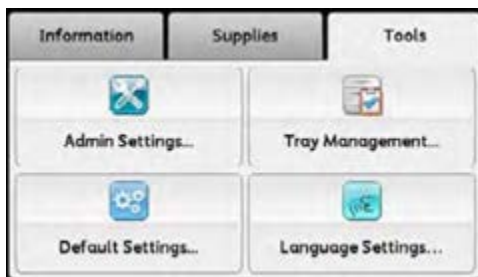 Information
Supplies
Tools
Admin Settings...
Tray Management...
Default Settings...
Language Settings...